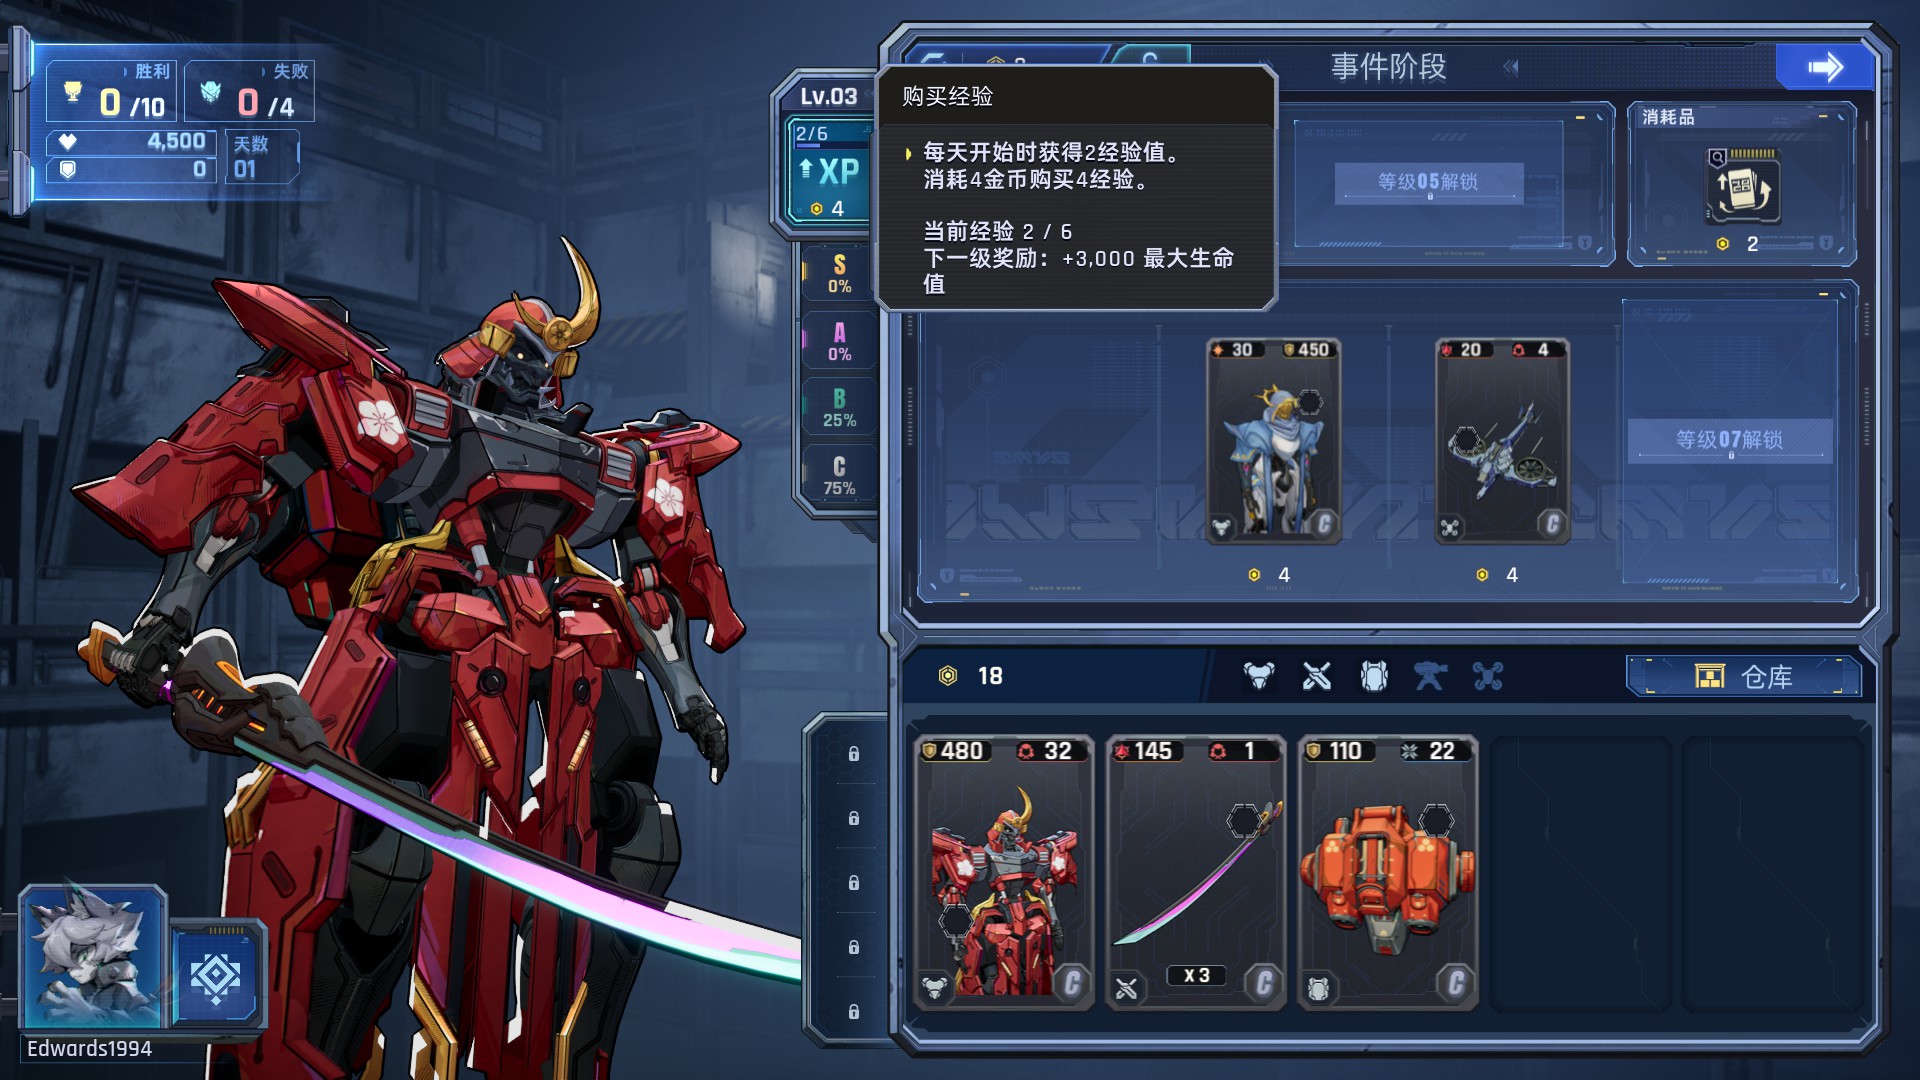 胜利
0 /10
失败
0 /4
4,500
0
天数
01
Lv.03
2/6
XP
4
S
0%
A
0%
B
25%
C
75%
购买经验
每天开始时获得2经验值。
消耗4金币购买4经验。
当前经验 2 / 6
下一级奖励：+3,000 最大生命
值
事件阶段
等级05解锁
消耗品
2
30
450
C
4
20
4
C
4
等级07解锁
18
仓库
480
32
C
145
1
X 3
C
110
22
C
Edwards1994